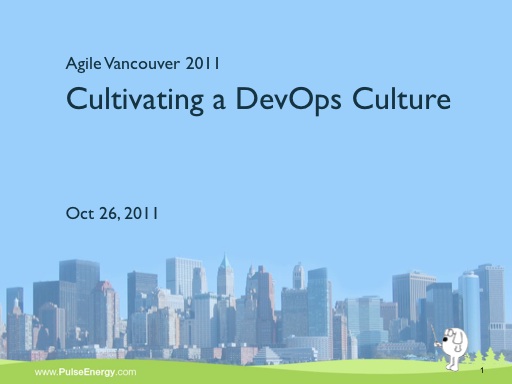 Agile Vancouver 2011
Cultivating a DevOps Culture
Oct 26, 2011
www.PulseEnergy.com
1